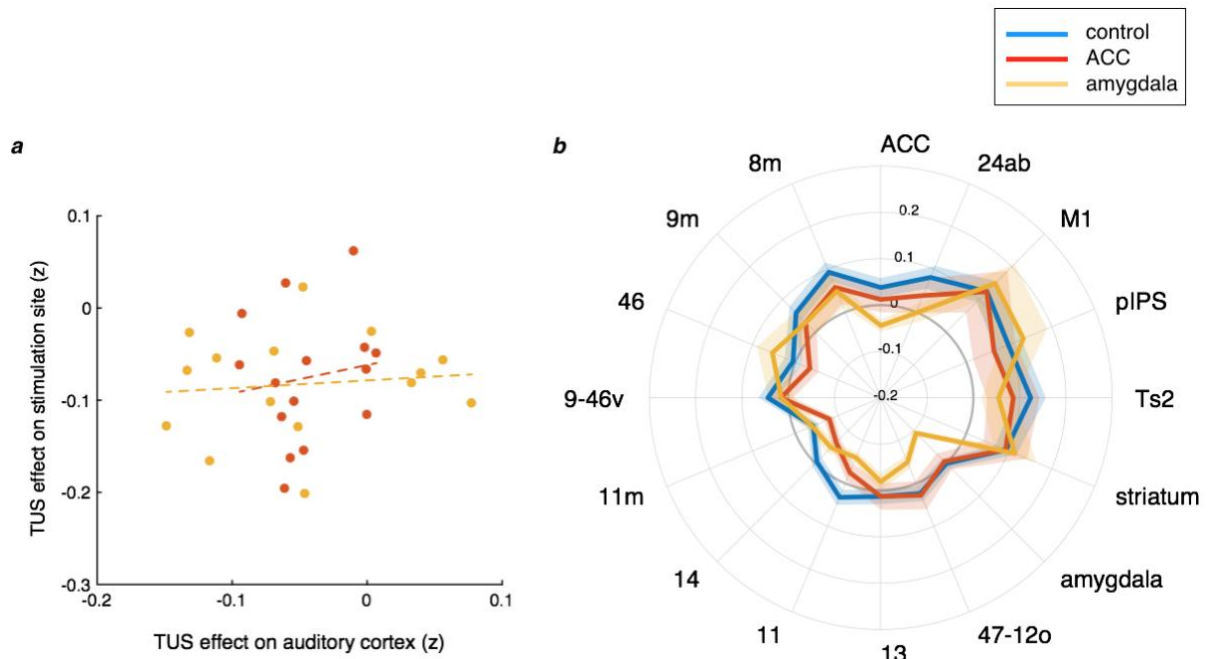 control
ACC
amygdala
a
b
0.1
0
-0.1
-0.2
-0.3
-0.2
-0.1
0
0.1
TUS effect on stimulation site (z)
TUS effect on auditory cortex (z)
ACC
24ab
M1
pIPS
Ts2
striatum
amygdala
47-12o
13
11
14
11m
9-46v
46
9m
8m
0.2
0.1
0
-0.1
-0.2